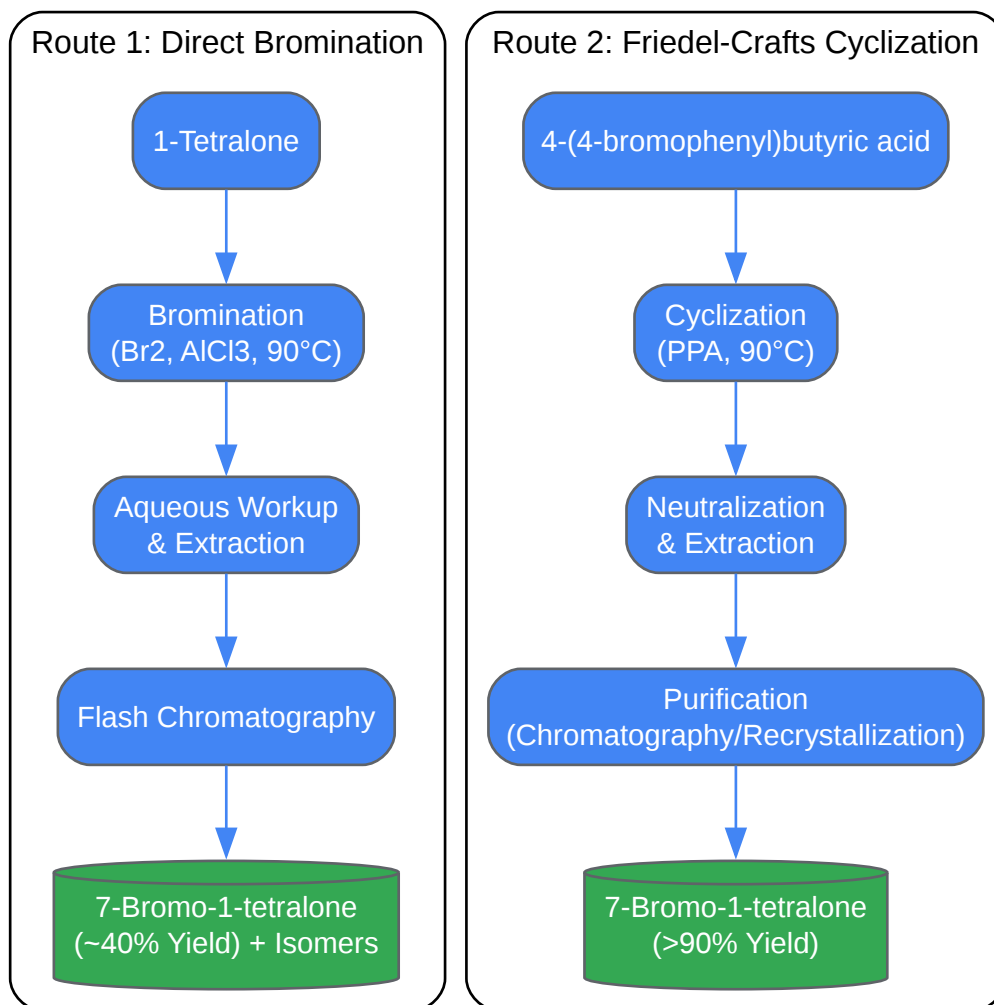 Route 1: Direct Bromination
1-Tetralone
Bromination
(Br2, AlCl3, 90°C)
Aqueous Workup
& Extraction
Flash Chromatography
7-Bromo-1-tetralone
(~40% Yield) + Isomers
Route 2: Friedel-Crafts Cyclization
4-(4-bromophenyl)butyric acid
Cyclization
(PPA, 90°C)
Neutralization
& Extraction
Purification
(Chromatography/Recrystallization)
7-Bromo-1-tetralone
(>90% Yield)